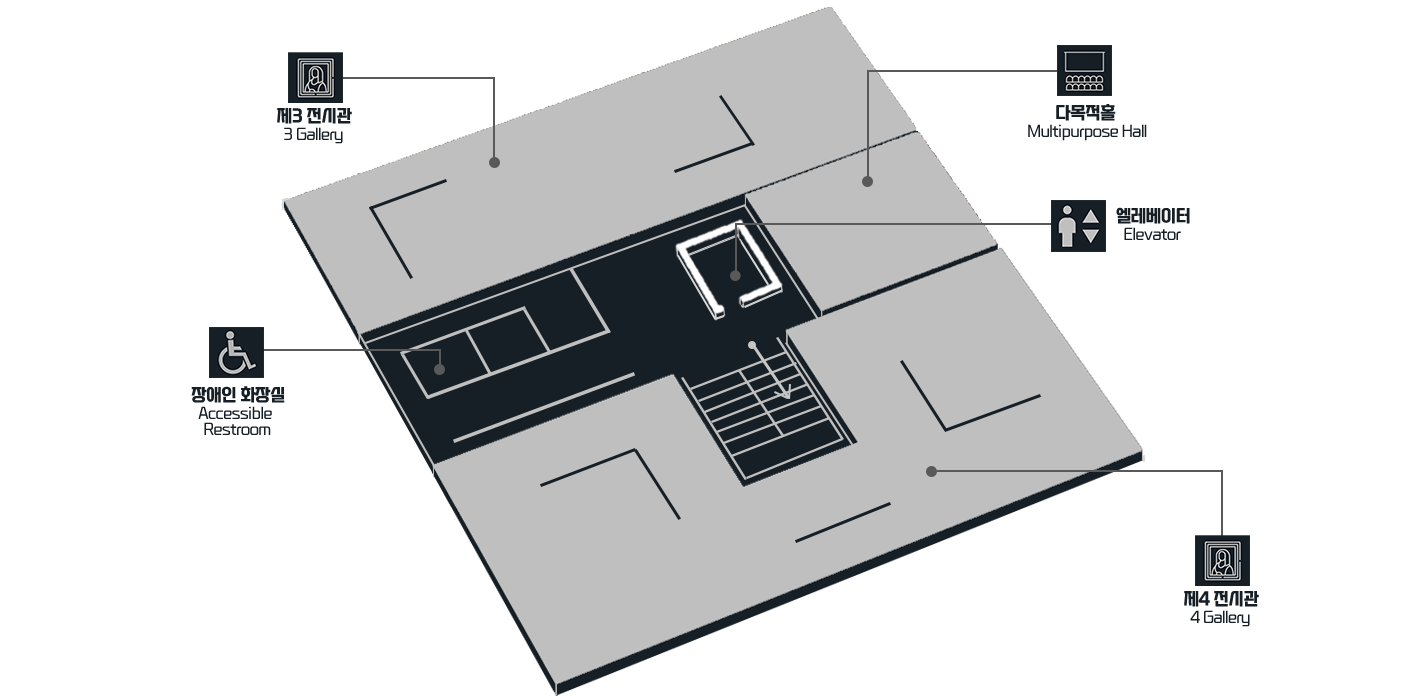 제3 전시관
3 Gallery
다목적홀
Multipurpose Hall
엘레베이터
Elevator
장애인 화장실
Accessible
Restroom
제4 전시관
4 Gallery